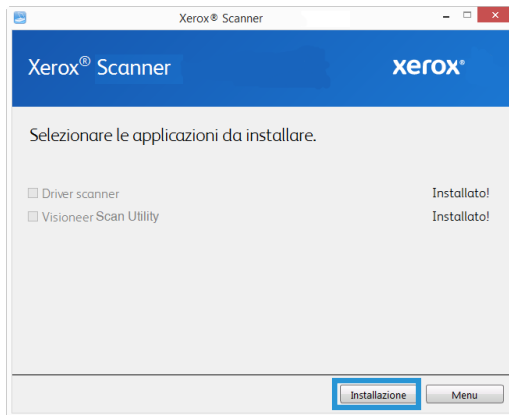 Xerox® Scanner
Xerox® Scanner
xerox®
Selezionare le applicazioni da installare.
Driver scanner Installato!
Visioneer Scan Utility Installato!
Installazione Menu